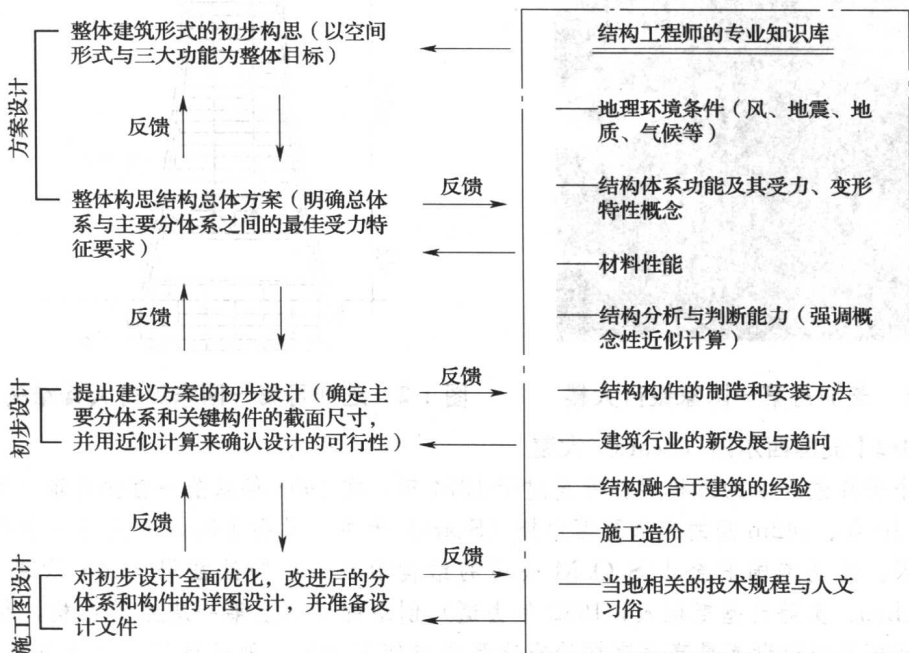 整体建筑形式的初步构思（以空间
形式与三大功能为整体目标）
反馈
方案设计
整体构思结构总体方案（明确总体
系与主要分体系之间的最佳受力特
征要求）
反馈
反馈
初步设计
提出建议方案的初步设计（确定主
要分体系和关键构件的截面尺寸，
并用近似计算来确认设计的可行性）
反馈
反馈
施工图设计
对初步设计全面优化，改进后的分
体系和构件的详图设计，并准备设
计文件
反馈
结构工程师的专业知识库
地理环境条件（风、地震、地
质、气候等）
结构体系功能及其受力、变形
特性概念
材料性能
结构分析与判断能力（强调概
念性近似计算）
结构构件的制造和安装方法
建筑行业的新发展与趋向
结构融合于建筑的经验
施工造价
当地相关的技术规程与人文
习俗